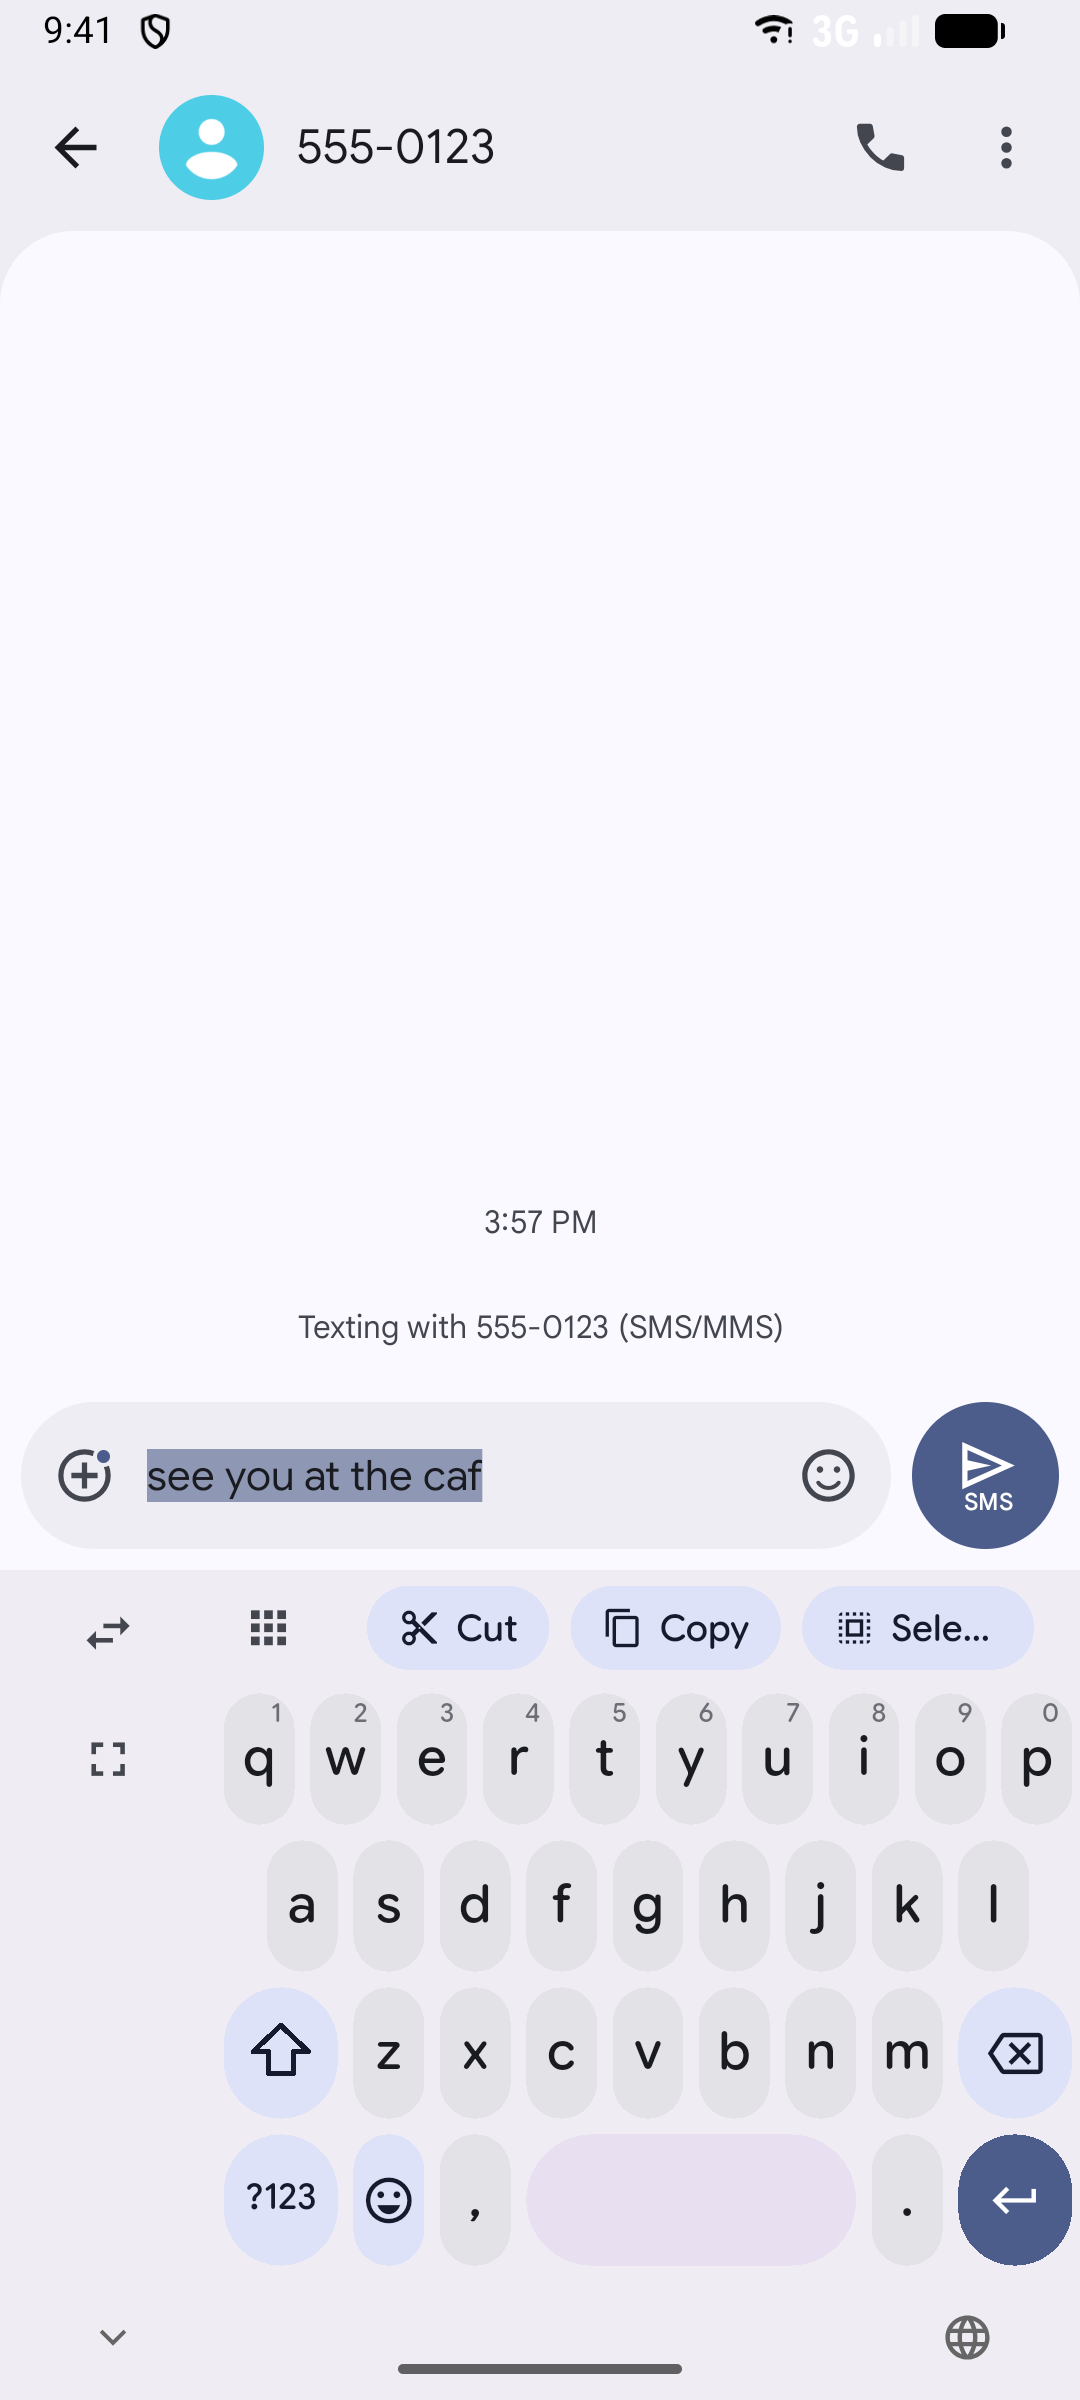 9:41
3G
555-0123
3:57 PM
Texting with 555-0123 (SMS/MMS)
see you at the caf
SMS
Cut
Copy
Sele...
1 2 3 4 5 6 7 8 9 0
q w e r t y u i o p
a s d f g h j k l
z x c v b n m
?123 , .